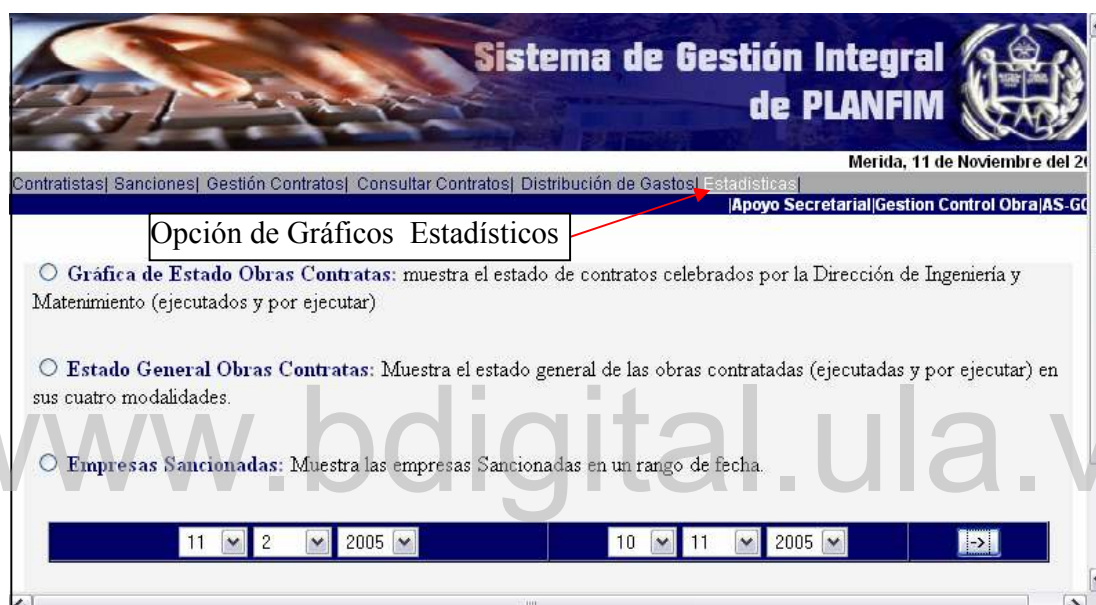 Sistema de Gestión Integral
de PLANFIM
Merida, 11 de Noviembre del 2
Contratistas| Sanciones| Gestión Contratos| Consultar Contratos| Distribución de Gastos| Estadisticas|
|Apoyo Secretarial|Gestion Control Obra|AS-GC
Opción de Gráficos Estadísticos
Gráfica de Estado Obras Contratas: muestra el estado de contratos celebrados por la Dirección de Ingeniería y
Matenimiento (ejecutados y por ejecutar)
Estado General Obras Contratas: Muestra el estado general de las obras contratadas (ejecutadas y por ejecutar) en
sus cuatro modalidades.
www.bdigital.ula.v
Empresas Sancionadas: Muestra las empresas Sancionadas en un rango de fecha.
11 2 2005 10 11 2005 ->